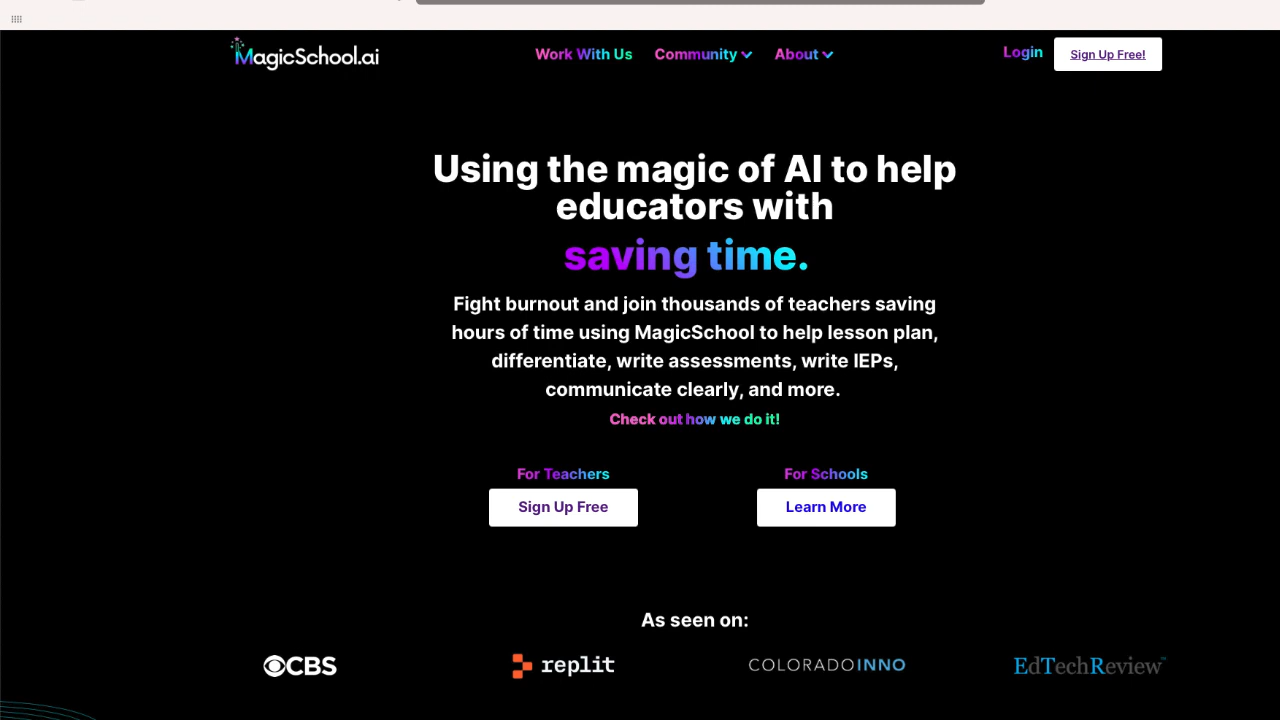 MagicSchool.ai
Work With Us Community About
Login Sign Up Free!
Using the magic of AI to help
educators with
saving time.
Fight burnout and join thousands of teachers saving
hours of time using MagicSchool to help lesson plan,
differentiate, write assessments, write IEPs,
communicate clearly, and more.
Check out how we do it!
For Teachers For Schools
Sign Up Free Learn More
As seen on:
CBS replit COLORADOINNO EdTechReview™